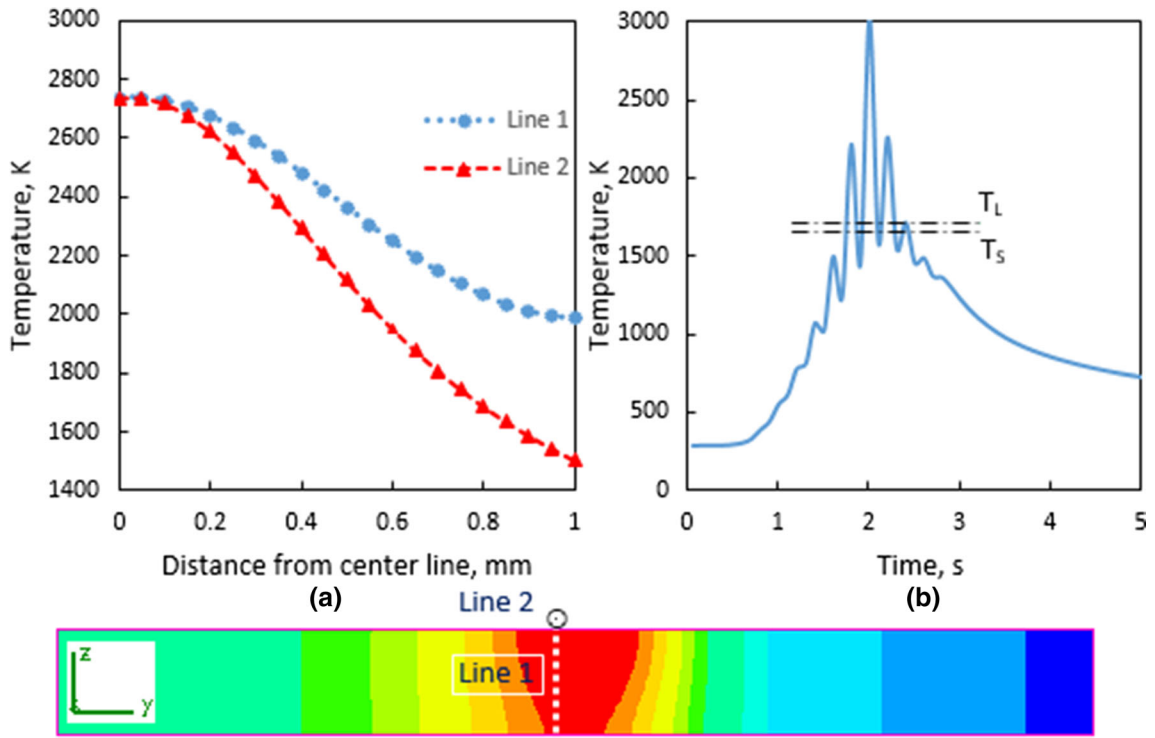 3000
2800
2600
2400
2200
2000
1800
1600
1400
Temperature, K
Line 1
Line 2
0 0.2 0.4 0.6 0.8 1
Distance from center line, mm
(a)
3000
2500
2000
1500
1000
500
0
Temperature, K
T_L
T_S
0 1 2 3 4 5
Time, s
(b)
Line 2
Line 1
z
y